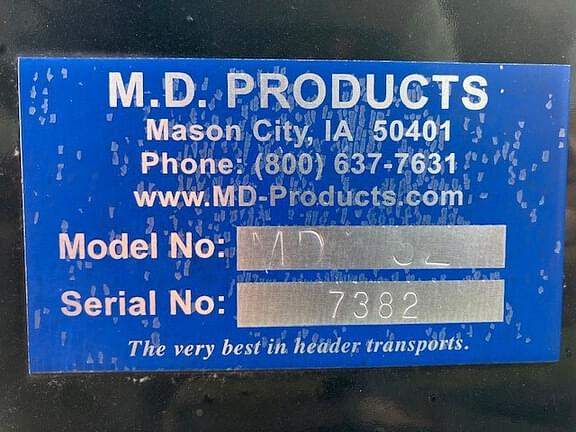 M.D. PRODUCTS
Mason City, IA 50401
Phone: (800) 637-7631
www.MD-Products.com
Model No: MD
Serial No: 7382
The very best in header transports.